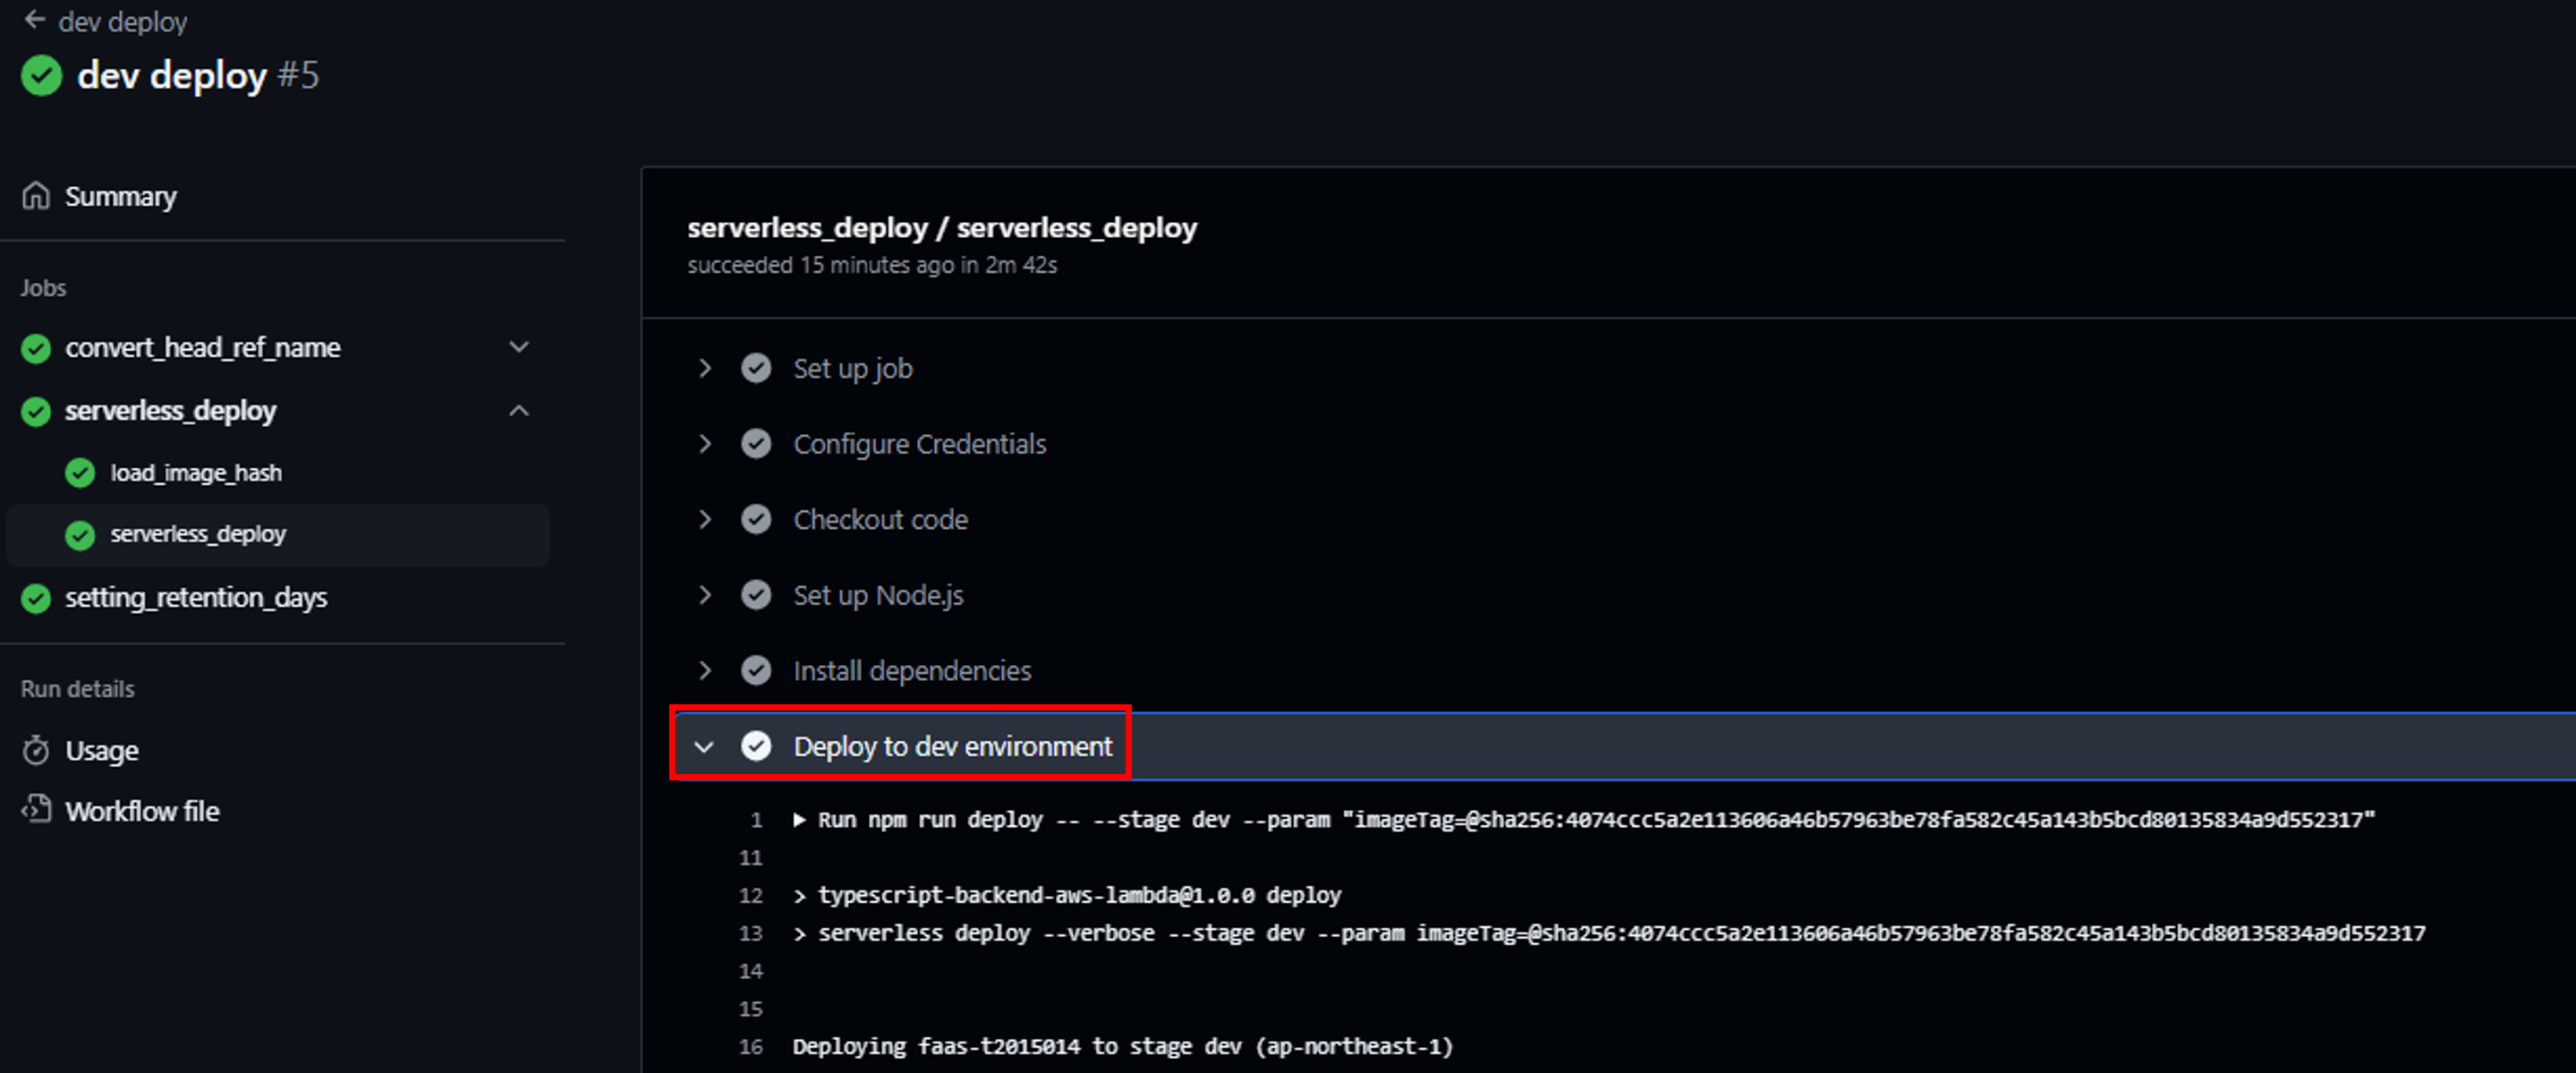 dev deploy
dev deploy #5
Summary
Jobs
convert_head_ref_name
serverless_deploy
load_image_hash
serverless_deploy
setting_retention_days
Run details
Usage
Workflow file
serverless_deploy / serverless_deploy
succeeded 15 minutes ago in 2m 42s
Set up job
Configure Credentials
Checkout code
Set up Node.js
Install dependencies
Deploy to dev environment
1 ▶ Run npm run deploy -- --stage dev --param "imageTag=@sha256:4074ccc5a2e113606a46b57963be78fa582c45a143b5bcd80135834a9d552317"
11
12 > typescript-backend-aws-lambda@1.0.0 deploy
13 > serverless deploy --verbose --stage dev --param imageTag=@sha256:4074ccc5a2e113606a46b57963be78fa582c45a143b5bcd80135834a9d552317
14
15
16 Deploying faas-t2015014 to stage dev (ap-northeast-1)